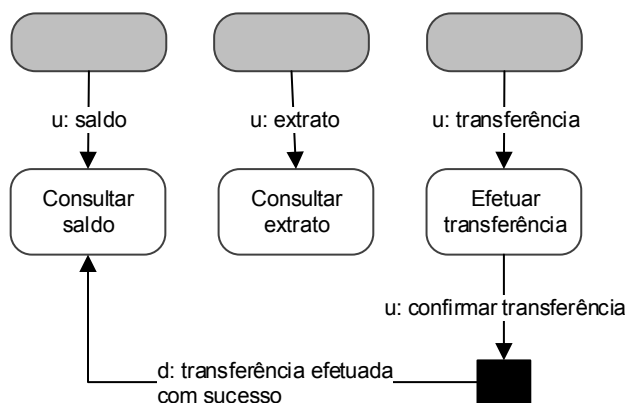 u: saldo
u: extrato
u: transferência
Consultar
saldo
Consultar
extrato
Efetuar
transferência
u: confirmar transferência
d: transferência efetuada
com sucesso